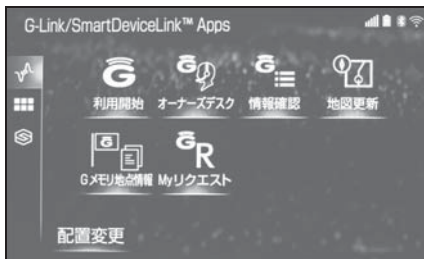 G-Link/SmartDeviceLink™ Apps
利用開始 オーナーズデスク 情報確認 地図更新
Gメモリ地点情報 Myリクエスト
配置変更